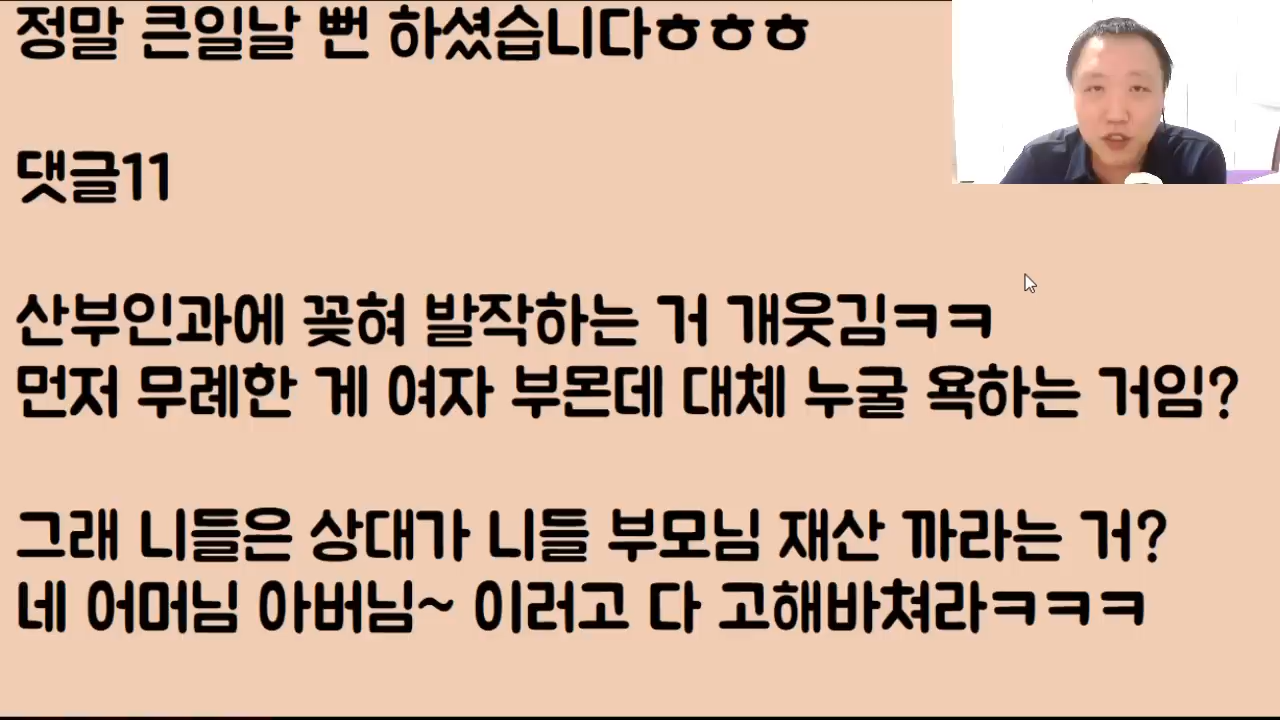 정말 큰일날 뻔 하셨습니다ㅎㅎㅎ
댓글11
산부인과에 꽂혀 발작하는 거 개웃김ㅋㅋ
먼저 무례한 게 여자 부몬데 대체 누굴 욕하는 거임?
그래 니들은 상대가 니들 부모님 재산 까라는 거?
네 어머님 아버님~ 이러고 다 고해바쳐라ㅋㅋㅋ